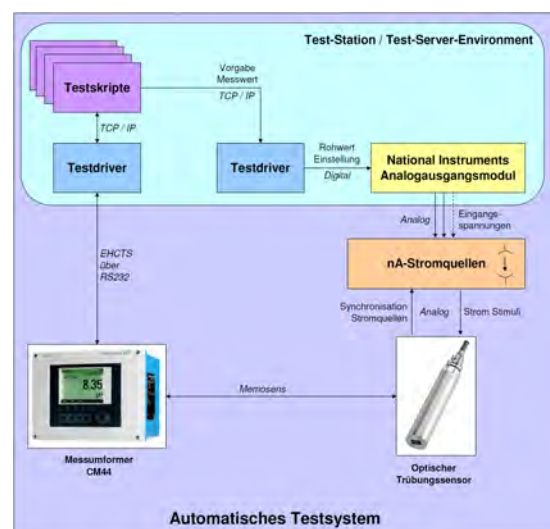 Test-Station / Test-Server-Environment
Testskripte
Vorgabe
Messwert
TCP / IP
TCP / IP
Testdriver
Testdriver
Rohwert
Einstellung
Digital
National Instruments
Analogausgangsmodul
Analog
Eingangs-
spannungen
EHCTS
über
RS232
nA-Stromquellen
Synchronisation
Stromquellen
Analog
Strom Stimuli
8.35
Memosens
Messumformer
CM44
Optischer
Trübungssensor
Automatisches Testsystem